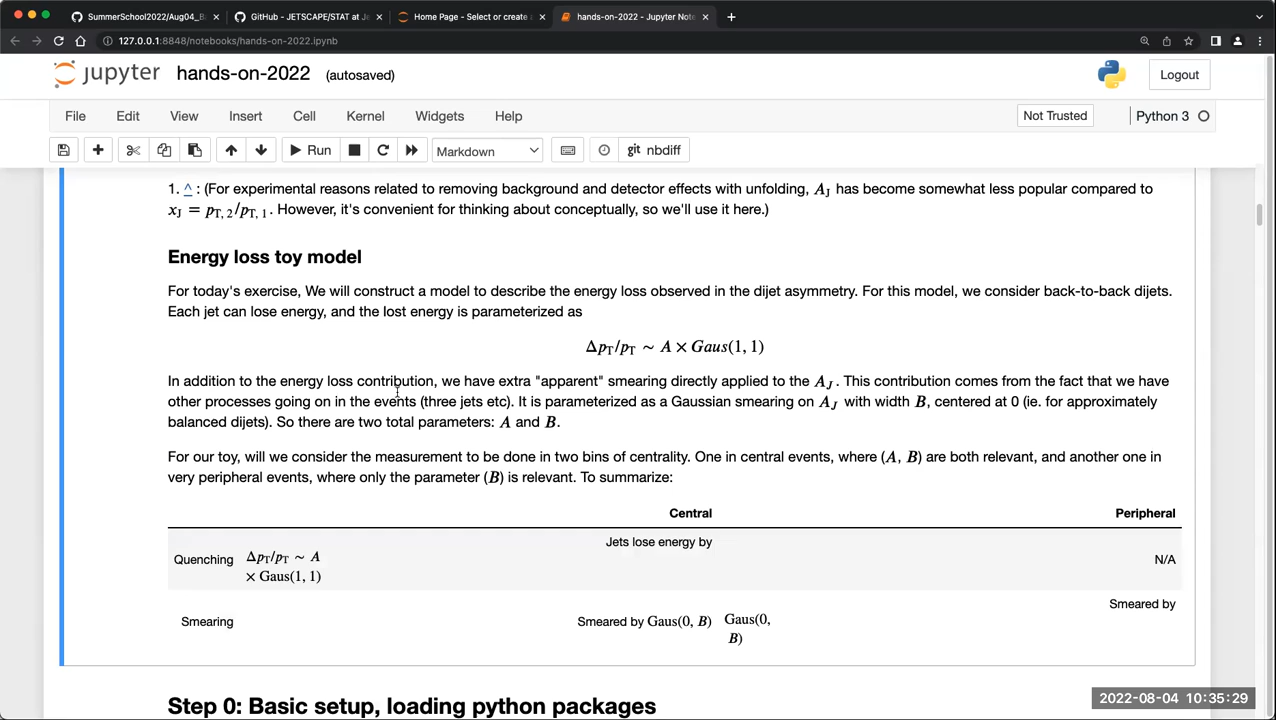 SummerSchool2022/Aug04_B
GitHub - JETSCAPE/STAT at Je
Home Page - Select or create
hands-on-2022 - Jupyter Note
127.0.0.1:8848/notebooks/hands-on-2022.ipynb
jupyter hands-on-2022 (autosaved)
Logout
File Edit View Insert Cell Kernel Widgets Help
Not Trusted
Python 3
Run
Markdown
git nbdiff
1. ^ : (For experimental reasons related to removing background and detector effects with unfolding, A_J has become somewhat less popular compared to
x_J = p_T, 2/p_T, 1. However, it's convenient for thinking about conceptually, so we'll use it here.)
Energy loss toy model
For today's exercise, We will construct a model to describe the energy loss observed in the dijet asymmetry. For this model, we consider back-to-back dijets.
Each jet can lose energy, and the lost energy is parameterized as
Δp_T/p_T ∼ A × Gaus(1, 1)
In addition to the energy loss contribution, we have extra "apparent" smearing directly applied to the A_J. This contribution comes from the fact that we have
other processes going on in the events (three jets etc). It is parameterized as a Gaussian smearing on A_J with width B, centered at 0 (ie. for approximately
balanced dijets). So there are two total parameters: A and B.
For our toy, will we consider the measurement to be done in two bins of centrality. One in central events, where (A, B) are both relevant, and another one in
very peripheral events, where only the parameter (B) is relevant. To summarize:
Central Peripheral
Jets lose energy by
Quenching Δp_T/p_T ∼ A
× Gaus(1, 1)
N/A
Smeared by
Smearing Smeared by Gaus(0, B) Gaus(0,
B)
Step 0: Basic setup, loading python packages
2022-08-04 10:35:29